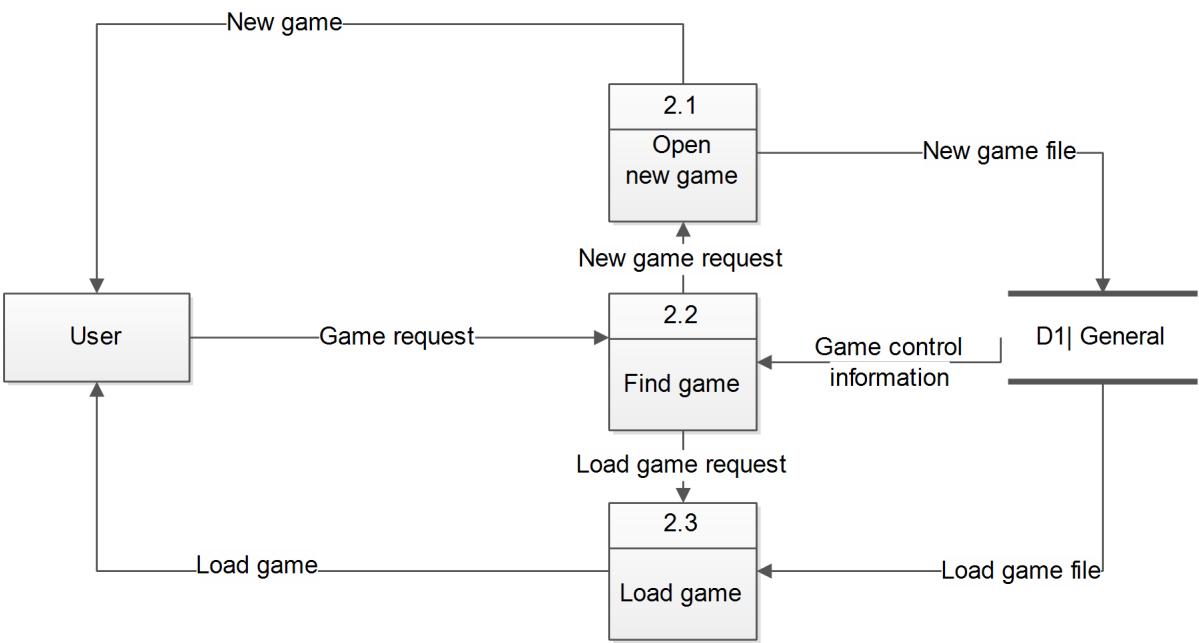 New game
2.1
Open
new game
New game file
New game request
User
Game request
2.2
Find game
Game control
information
D1| General
Load game request
2.3
Load game
Load game
Load game file